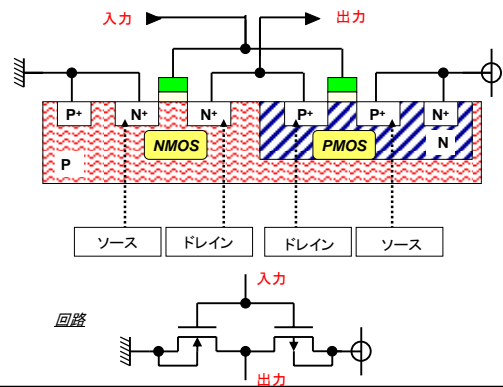 入力 出力
P+ N+ N+ P+ P+ N+
NMOS PMOS N
P
ソース ドレイン ドレイン ソース
入力
回路
出力